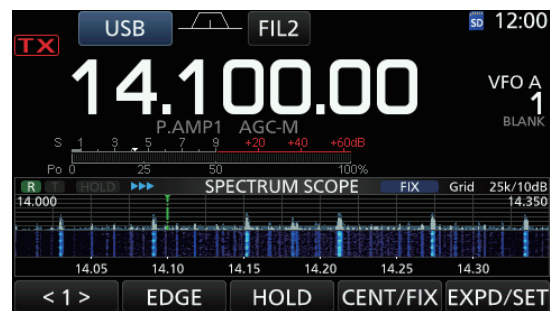 USB FIL2 SD 12:00
TX
14.100.00 VFO A
1
P.AMP1 AGC-M BLANK
S 1 3 5 7 9 +20 +40 +60dB
Po 0 25 50 100%
R T HOLD SPECTRUM SCOPE FIX Grid 25k/10dB
14.000 T 14.350
14.05 14.10 14.15 14.20 14.25 14.30
< 1 > EDGE HOLD CENT/FIX EXPD/SET